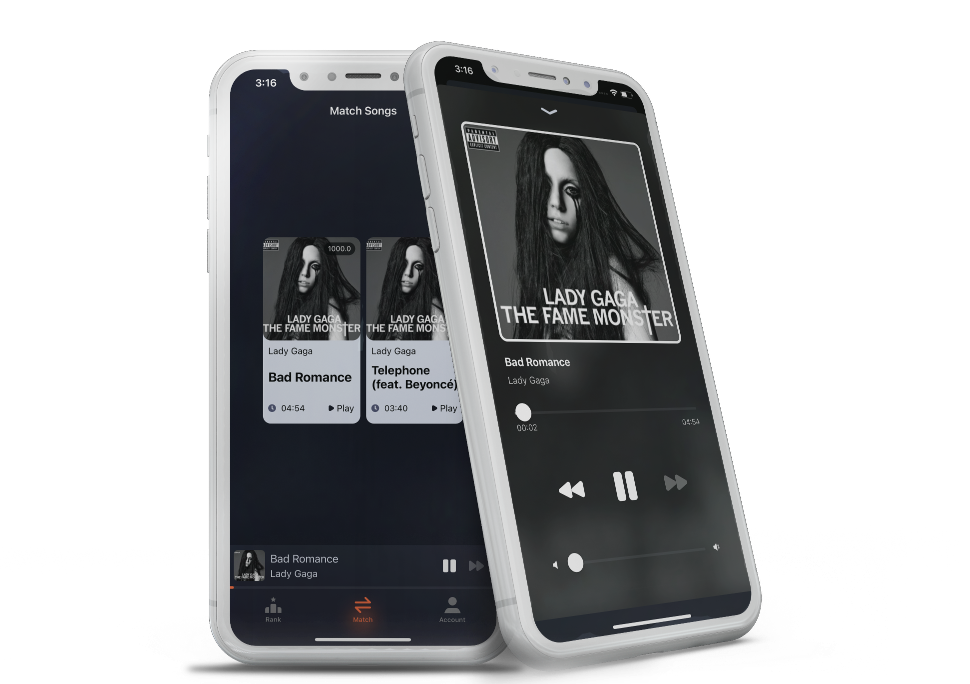 3:16
Match Songs
1000.0
LADY GAGA
THE FAME MONSTER
Lady Gaga
Bad Romance
04:54
Play
LADY GAGA
THE FAME MONS
Lady Gaga
Telephone
(feat. Beyoncé)
03:40
Play
Bad Romance
Lady Gaga
Rank
Match
Account
3:16
PARENTAL
ADVISORY
EXPLICIT CONTENT
LADY GAGA
THE FAME MONSTER
Bad Romance
Lady Gaga
00:02
04:54